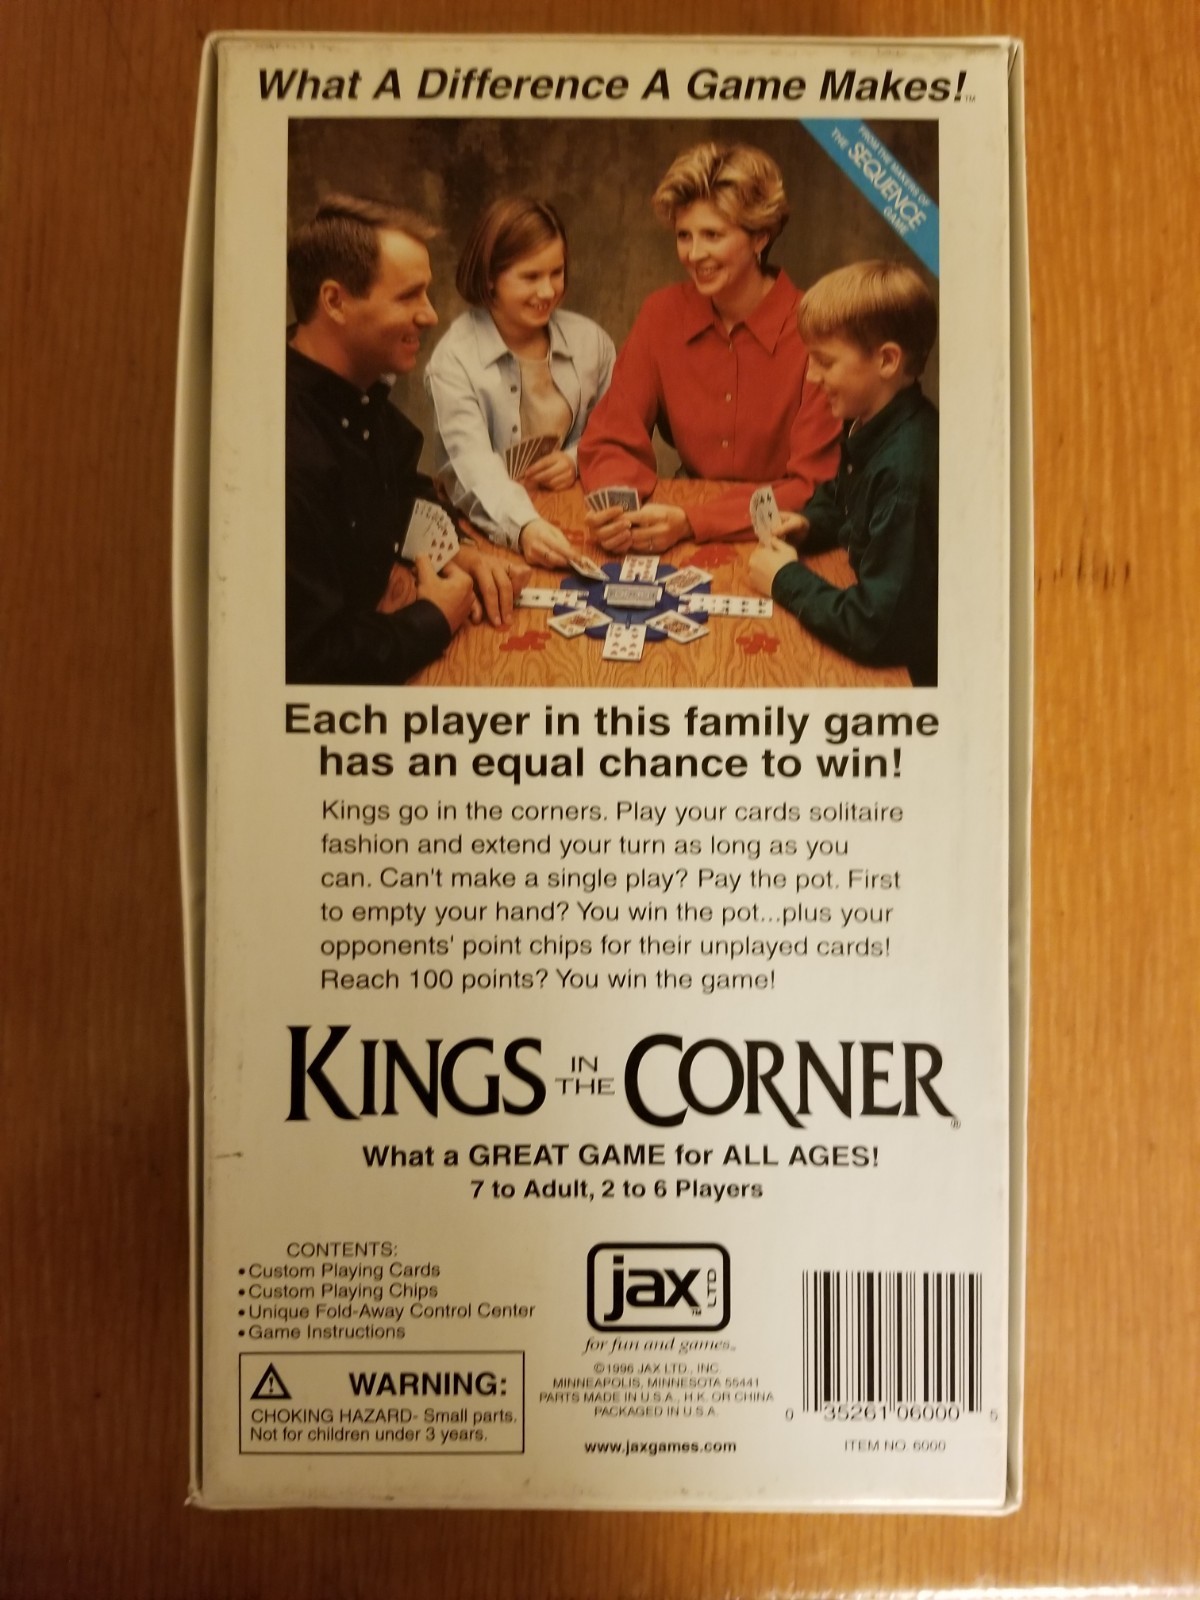 What A Difference A Game Makes!™
FROM THE MAKERS OF
THE SEQUENCE
GAME
Each player in this family game
has an equal chance to win!
Kings go in the corners. Play your cards solitaire
fashion and extend your turn as long as you
can. Can't make a single play? Pay the pot. First
to empty your hand? You win the pot...plus your
opponents' point chips for their unplayed cards!
Reach 100 points? You win the game!
KINGS IN THE CORNER®
What a GREAT GAME for ALL AGES!
7 to Adult, 2 to 6 Players
CONTENTS:
• Custom Playing Cards
• Custom Playing Chips
• Unique Fold-Away Control Center
• Game Instructions
⚠ WARNING:
CHOKING HAZARD- Small parts.
Not for children under 3 years.
jax™ LTD
for fun and games™
©1996 JAX LTD., INC.
MINNEAPOLIS, MINNESOTA 55441
PARTS MADE IN U.S.A., H.K. OR CHINA
PACKAGED IN U.S.A.
www.jaxgames.com
0 35261 06000 5
ITEM NO. 6000